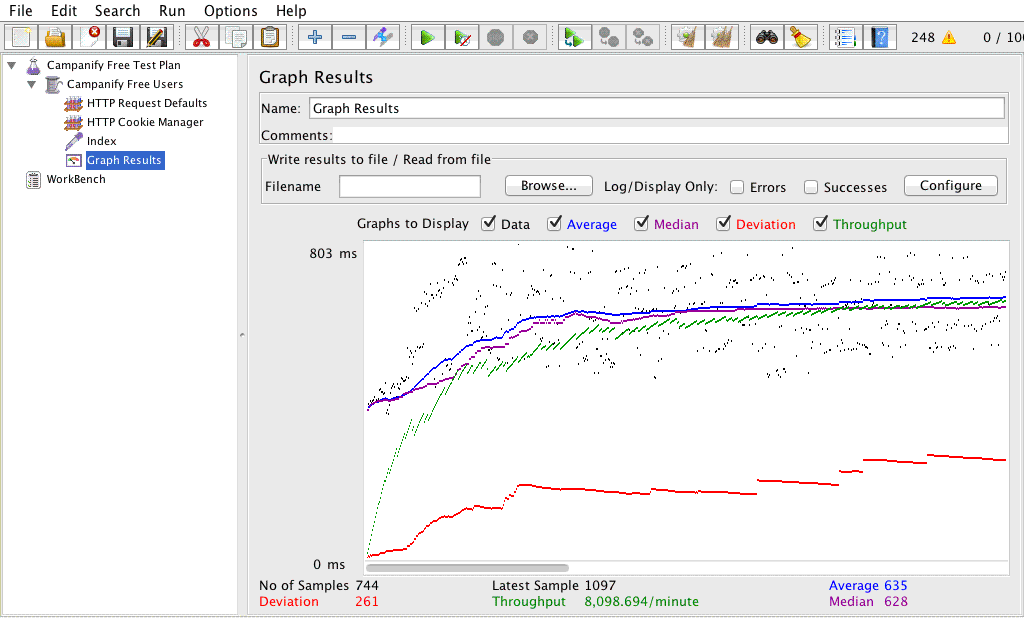 File Edit Search Run Options Help
248 0 / 100
Campanify Free Test Plan
Campanify Free Users
HTTP Request Defaults
HTTP Cookie Manager
Index
Graph Results
WorkBench
Graph Results
Name: Graph Results
Comments:
Write results to file / Read from file
Filename Browse... Log/Display Only: Errors Successes Configure
Graphs to Display Data Average Median Deviation Throughput
803 ms
0 ms
No of Samples 744 Latest Sample 1097 Average 635
Deviation 261 Throughput 8,098.694/minute Median 628